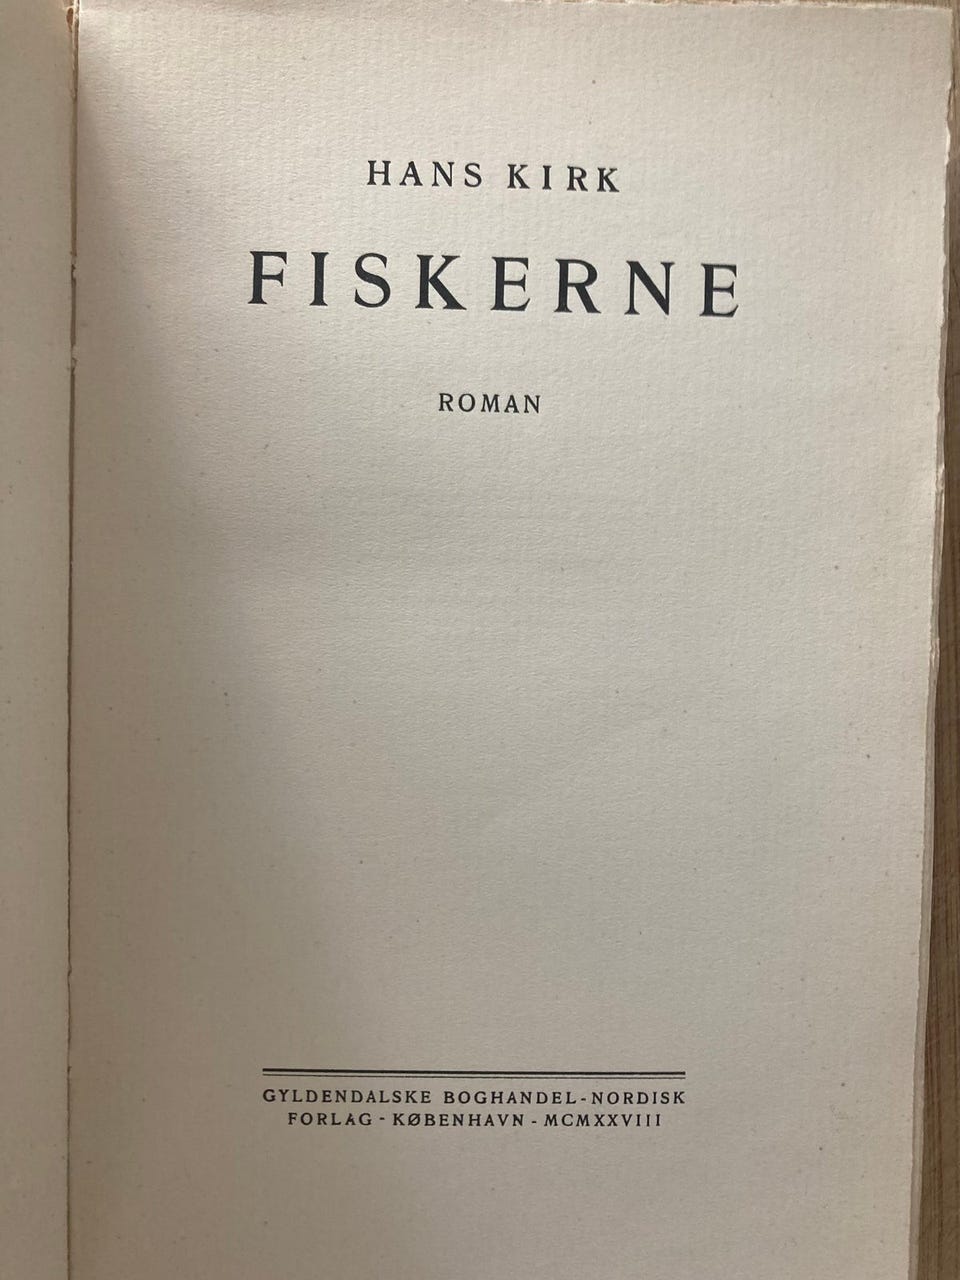 HANS KIRK
FISKERNE
ROMAN
GYLDENDALSKE BOGHANDEL-NORDISK
FORLAG - KØBENHAVN - MCMXXVIII